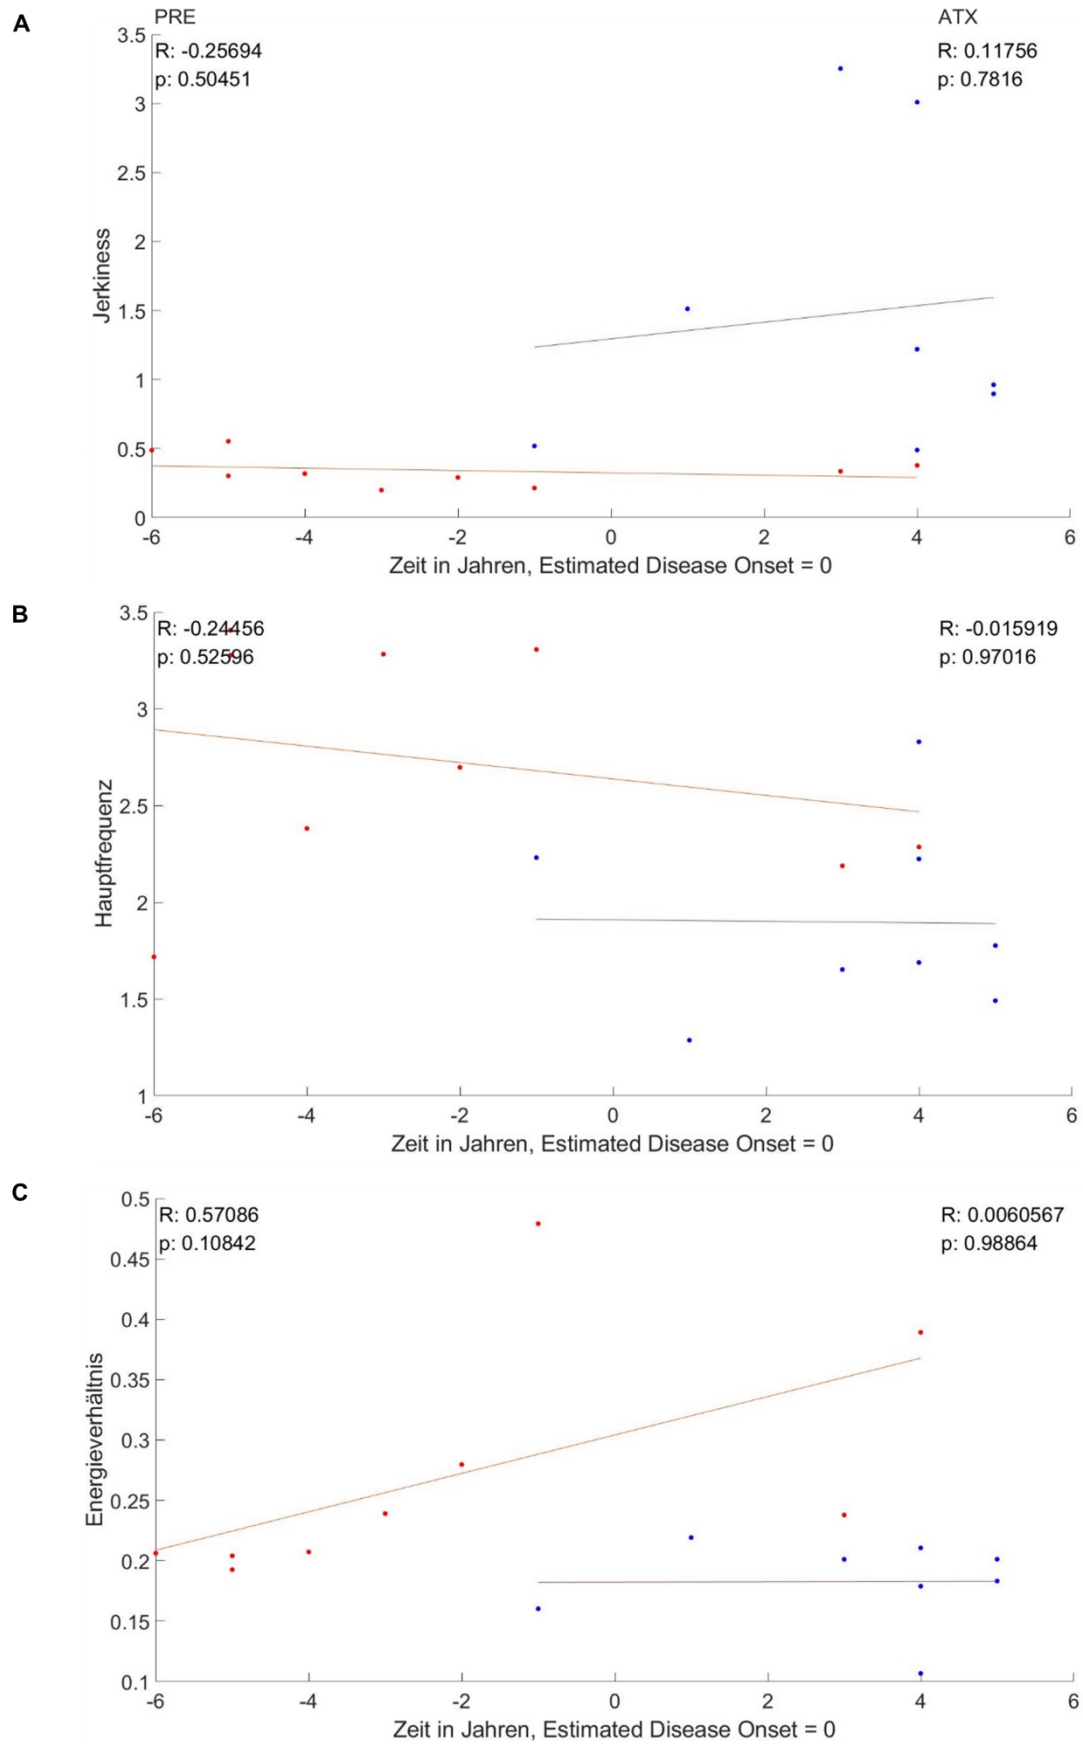 A
PRE
ATX
R: -0.25694
p: 0.50451
R: 0.11756
p: 0.7816
3.5
3
2.5
2
1.5
1
0.5
0
Jerkiness
-6 -4 -2 0 2 4 6
Zeit in Jahren, Estimated Disease Onset = 0
B
R: -0.24456
p: 0.52596
R: -0.015919
p: 0.97016
3.5
3
2.5
2
1.5
1
Hauptfrequenz
-6 -4 -2 0 2 4 6
Zeit in Jahren, Estimated Disease Onset = 0
C
R: 0.57086
p: 0.10842
R: 0.0060567
p: 0.98864
0.5
0.45
0.4
0.35
0.3
0.25
0.2
0.15
0.1
Energieverhältnis
-6 -4 -2 0 2 4 6
Zeit in Jahren, Estimated Disease Onset = 0